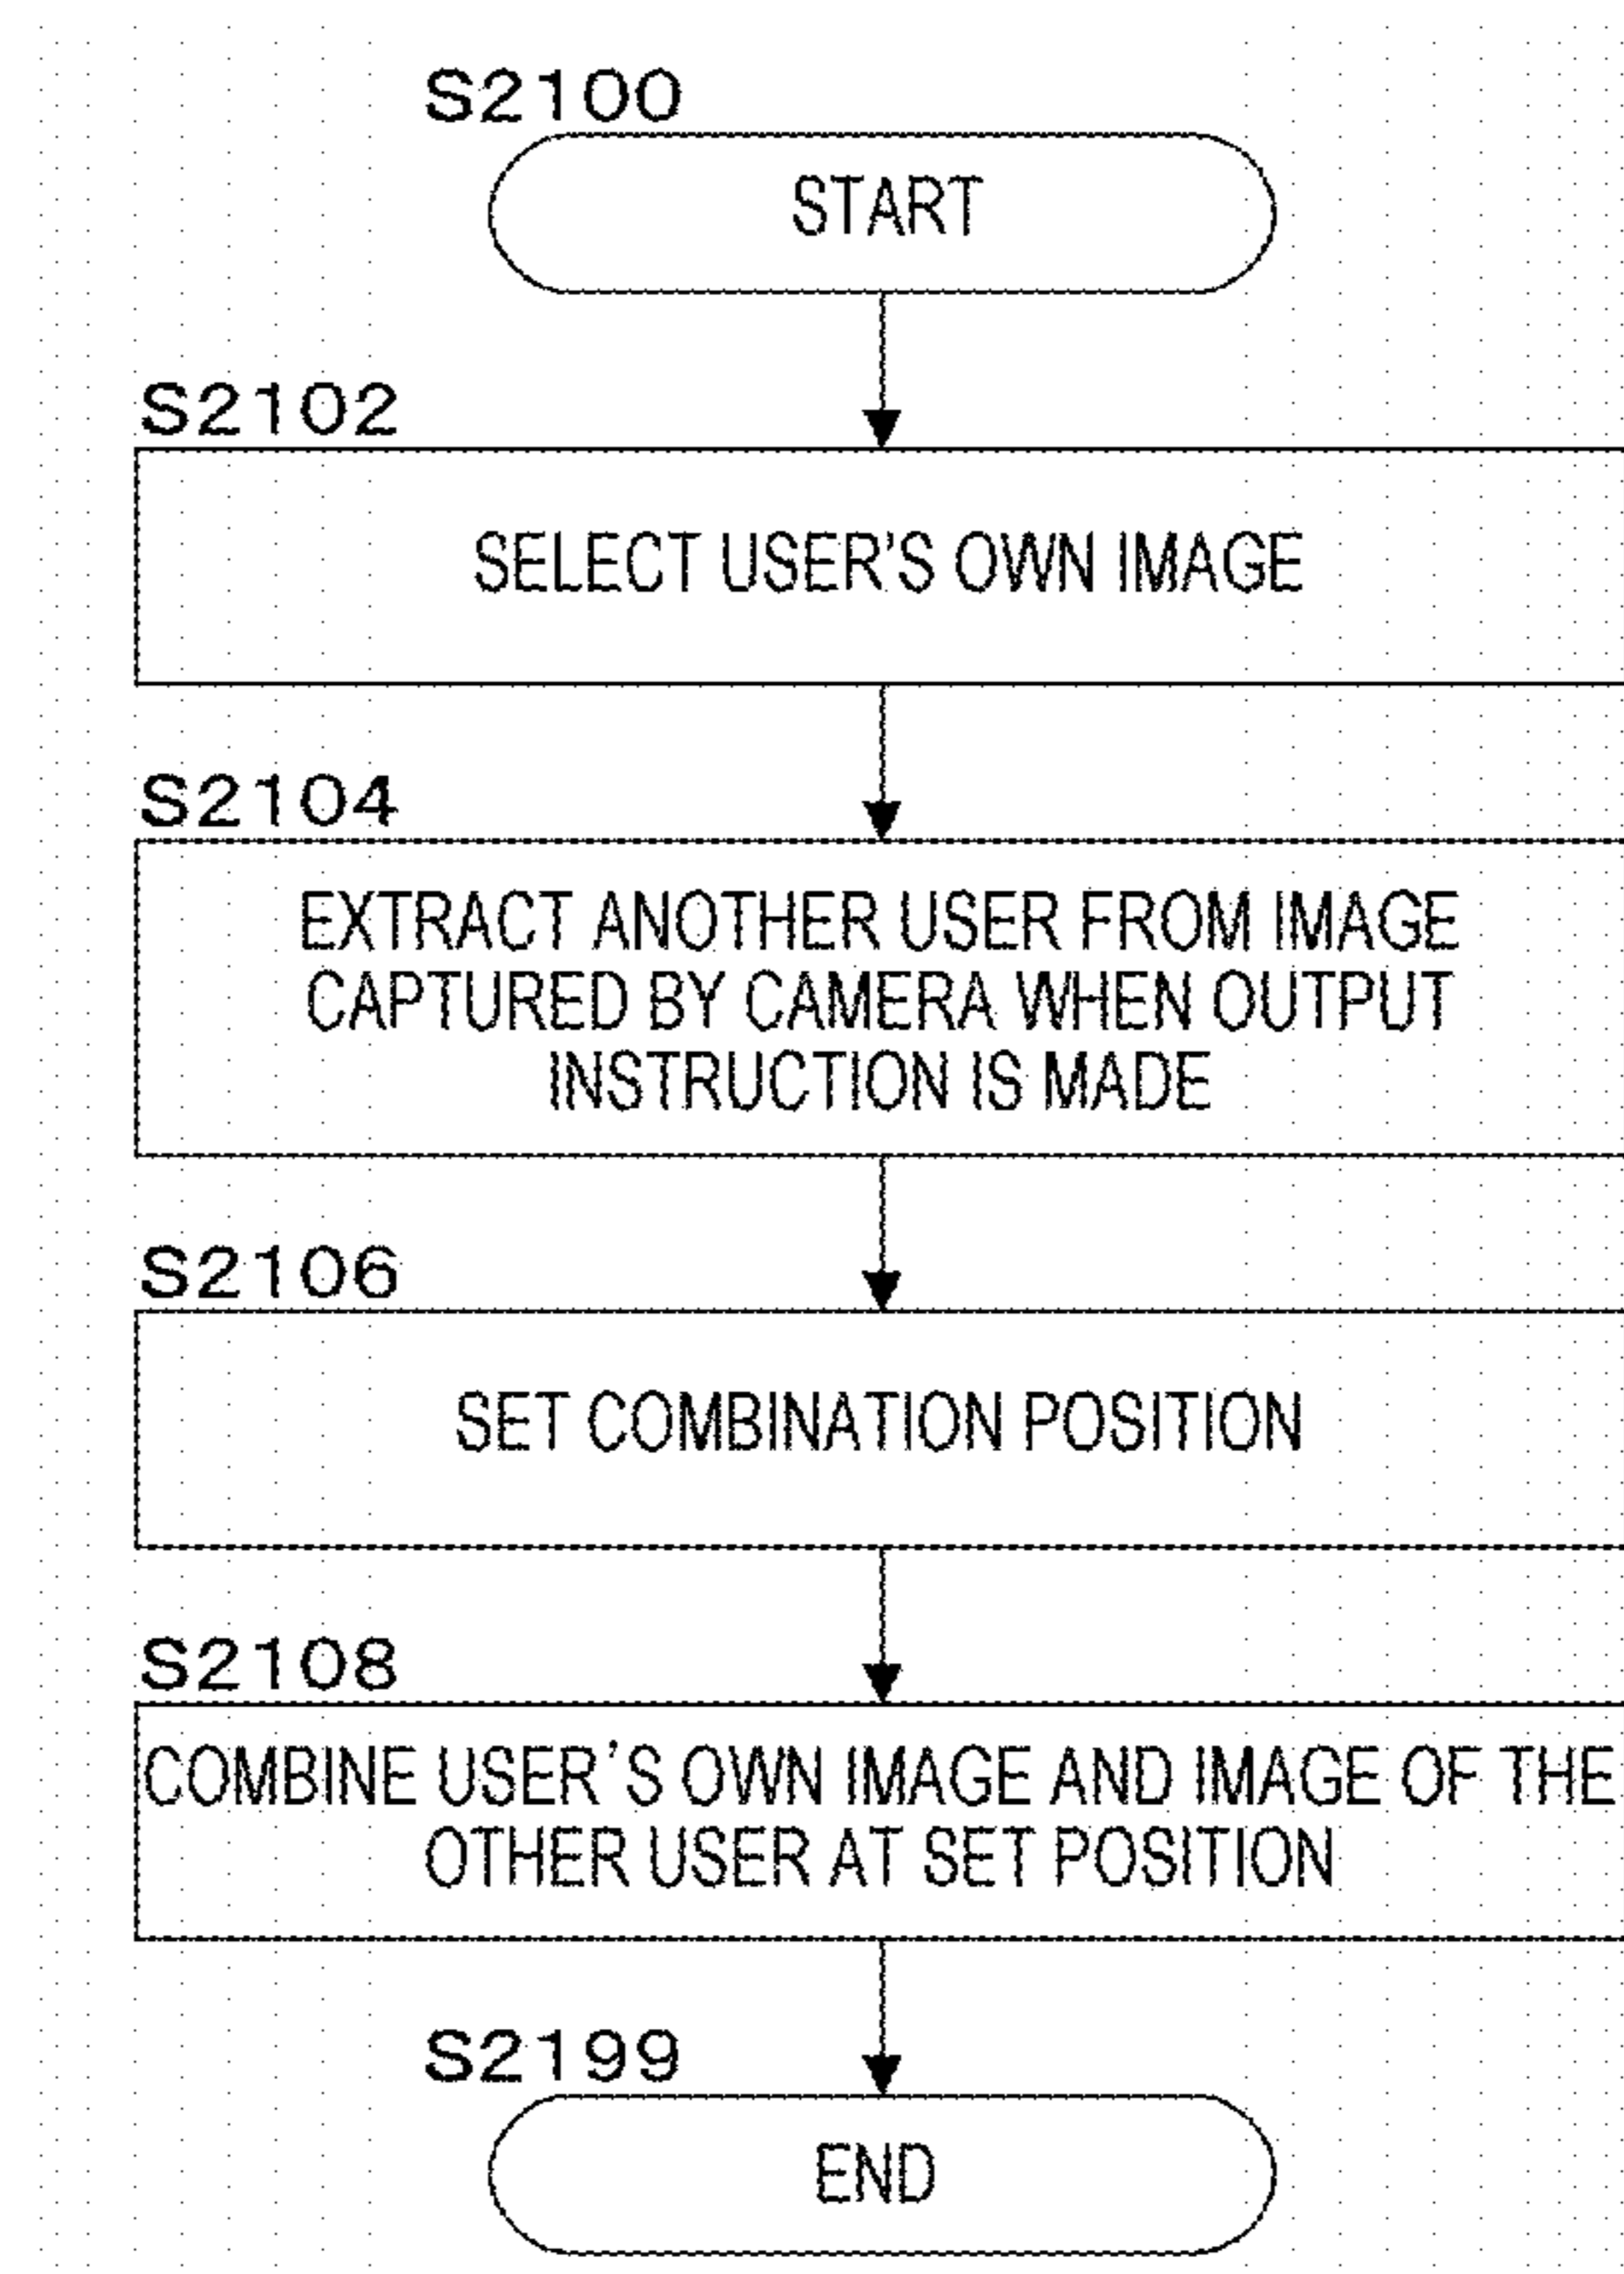 S2100
START
S2102
SELECT USER'S OWN IMAGE
S2104
EXTRACT ANOTHER USER FROM IMAGE
CAPTURED BY CAMERA WHEN OUTPUT
INSTRUCTION IS MADE
S2106
SET COMBINATION POSITION
S2108
COMBINE USER'S OWN IMAGE AND IMAGE OF THE
OTHER USER AT SET POSITION
S2199
END